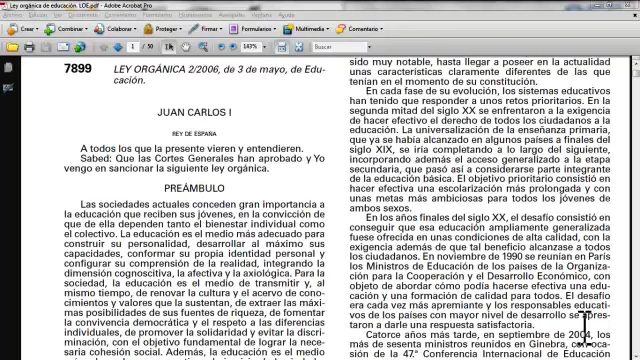 Ley orgánica de educación. LOE.pdf - Adobe Acrobat Pro
Archivo
Crear
Combinar
Colaborar
Proteger
Firmar
Formularios
Multimedia
Comentario
1 / 50
143%
Buscar
7899 LEY ORGÁNICA 2/2006, de 3 de mayo, de Edu-
cación.
JUAN CARLOS I
REY DE ESPAÑA
A todos los que la presente vieren y entendieren.
Sabed: Que las Cortes Generales han aprobado y Yo
vengo en sancionar la siguiente ley orgánica.
PREÁMBULO
Las sociedades actuales conceden gran importancia a
la educación que reciben sus jóvenes, en la convicción de
que de ella dependen tanto el bienestar individual como
el colectivo. La educación es el medio más adecuado para
construir su personalidad, desarrollar al máximo sus
capacidades, conformar su propia identidad personal y
configurar su comprensión de la realidad, integrando la
dimensión cognoscitiva, la afectiva y la axiológica. Para
la sociedad, la educación es el medio de transmitir y, al
mismo tiempo, de renovar la cultura y el acervo de cono-
cimientos y valores que la sustentan, de extraer las máxi-
mas posibilidades de sus fuentes de riqueza, de fomentar
la convivencia democrática y el respeto a las diferencias
individuales, de promover la solidaridad y evitar la discri-
minación, con el objetivo fundamental de lograr la nece-
saria cohesión social. Además, la educación es el medio
sido muy notable, hasta llegar a poseer en la actualidad
unas características claramente diferentes de las que
tenían en el momento de su constitución.
En cada fase de su evolución, los sistemas educativos
han tenido que responder a unos retos prioritarios. En la
segunda mitad del siglo XX se enfrentaron a la exigencia
de hacer efectivo el derecho de todos los ciudadanos a la
educación. La universalización de la enseñanza primaria,
que ya se había alcanzado en algunos países a finales del
siglo XIX, se iría completando a lo largo del siguiente,
incorporando además el acceso generalizado a la etapa
secundaria, que pasó así a considerarse parte integrante
de la educación básica. El objetivo prioritario consistió en
hacer efectiva una escolarización más prolongada y con
unas metas más ambiciosas para todos los jóvenes de
ambos sexos.
En los años finales del siglo XX, el desafío consistió en
conseguir que esa educación ampliamente generalizada
fuese ofrecida en unas condiciones de alta calidad, con la
exigencia además de que tal beneficio alcanzase a todos
los ciudadanos. En noviembre de 1990 se reunían en París
los Ministros de Educación de los países de la Organiza-
ción para la Cooperación y el Desarrollo Económico, con
objeto de abordar cómo podía hacerse efectiva una edu-
cación y una formación de calidad para todos. El desafío
era cada vez más apremiante y los responsables educati-
vos de los países con mayor nivel de desarrollo se apres-
taron a darle una respuesta satisfactoria.
Catorce años más tarde, en septiembre de 2004, los
más de sesenta ministros reunidos en Ginebra, con ocasión
de la 47.ª Conferencia Internacional de Educación